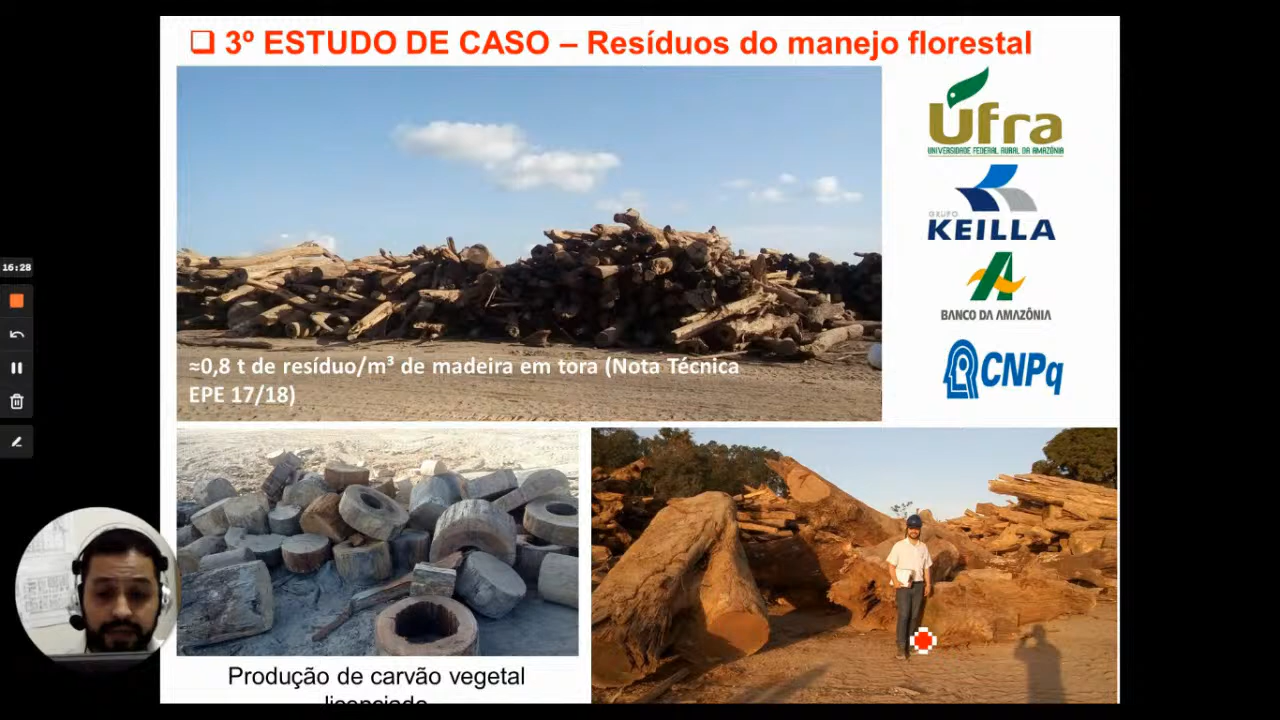 3º ESTUDO DE CASO – Resíduos do manejo florestal
Ufra
UNIVERSIDADE FEDERAL RURAL DA AMAZÔNIA
GRUPO
KEILLA
BANCO DA AMAZÔNIA
CNPq
16:28
≈0,8 t de resíduo/m³ de madeira em tora (Nota Técnica
EPE 17/18)
Produção de carvão vegetal
licenciado